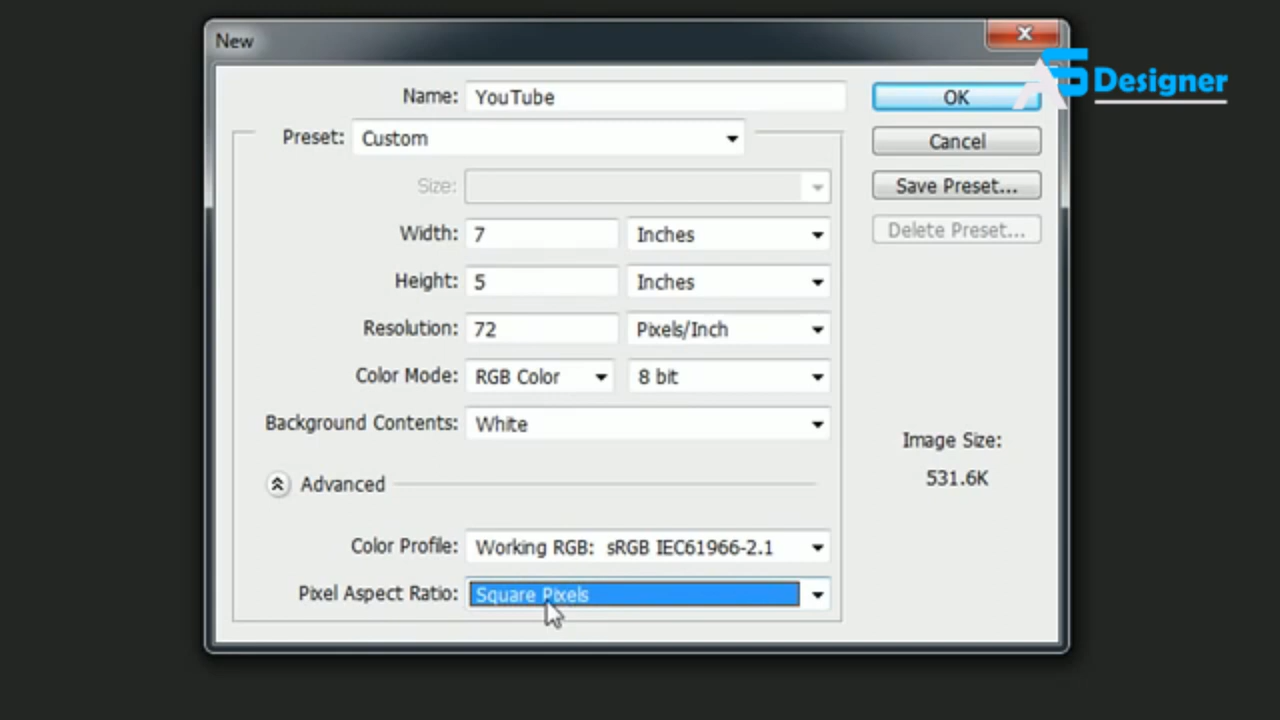 New
Name: YouTube
OK
AS Designer
Preset: Custom
Cancel
Size:
Save Preset...
Width: 7 Inches
Delete Preset...
Height: 5 Inches
Resolution: 72 Pixels/Inch
Color Mode: RGB Color 8 bit
Background Contents: White
Image Size:
531.6K
Advanced
Color Profile: Working RGB: sRGB IEC61966-2.1
Pixel Aspect Ratio: Square Pixels